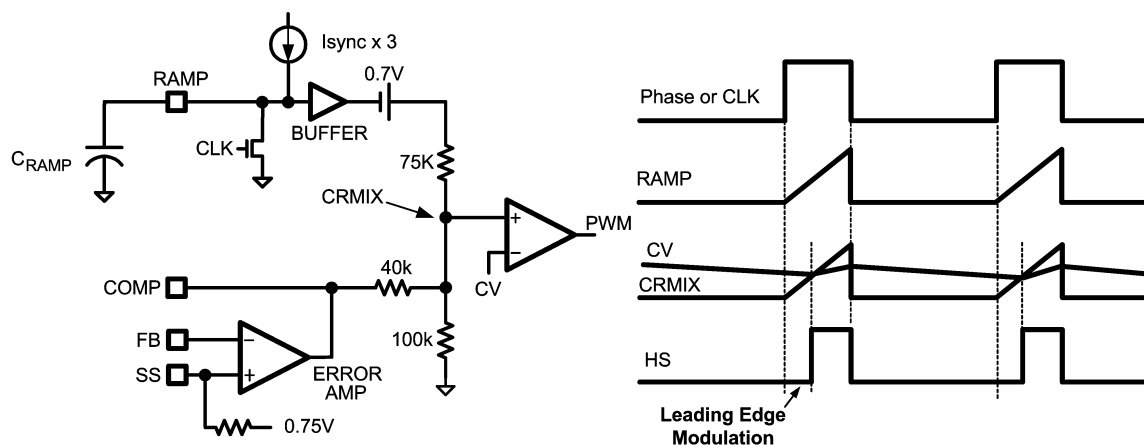 Isync x 3
0.7V
RAMP
BUFFER
CLK
C_RAMP
75K
CRMIX
PWM
CV
40k
COMP
100k
FB
SS
ERROR
AMP
0.75V
Phase or CLK
RAMP
CV
CRMIX
HS
Leading Edge
Modulation
+
−
−
+